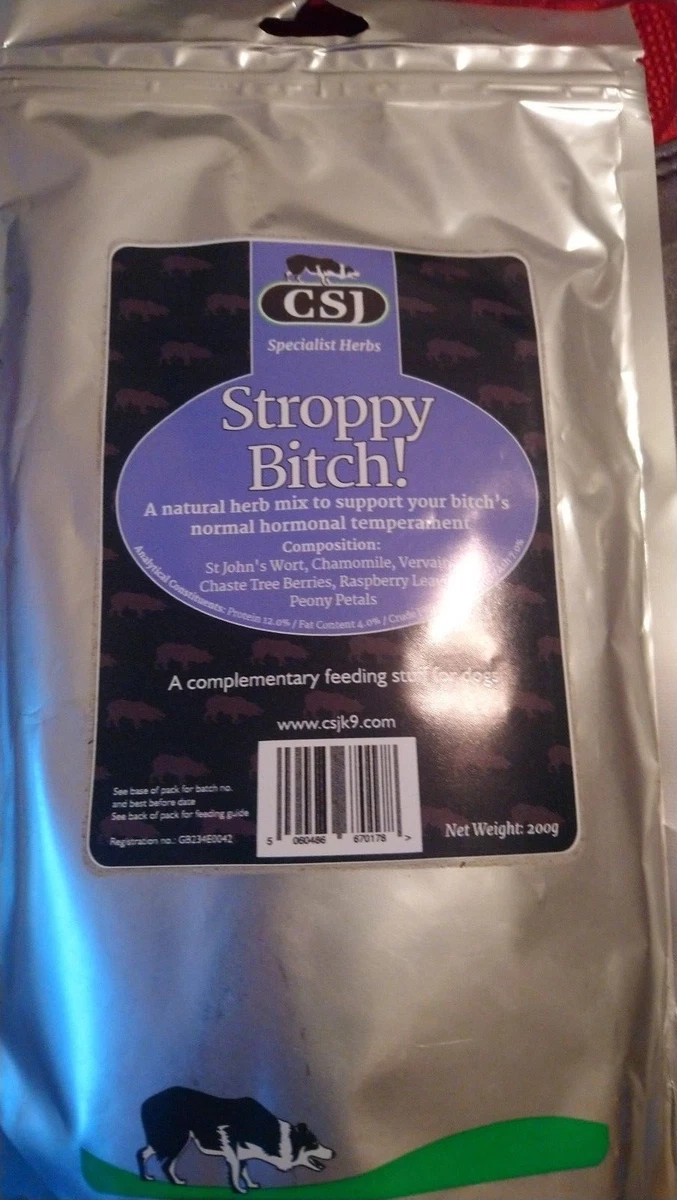 CSJ
Specialist Herbs
Stroppy
Bitch!
A natural herb mix to support your bitch's
normal hormonal temperament
Composition:
St John's Wort, Chamomile, Vervain
Chaste Tree Berries, Raspberry
Peony Petals
Analytical Constituents: Protein 12.0% / Fat Content 4.0% / 7.0%
A complementary feeding stuff for dogs
www.csjk9.com
See base of pack for batch no.
and best before date
See back of pack for feeding guide
Registration no.: GB234E0042
5 060486 670178 >
Net Weight: 200g